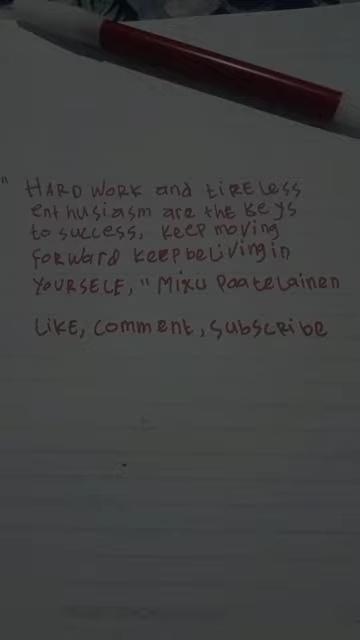 " HARD WORK and tireless
enthusiasm are the keys
to success, keep moving
forward keep beliving in
YOURSELF, " Mixu Paatelainen
LIKE, comment, subscribe